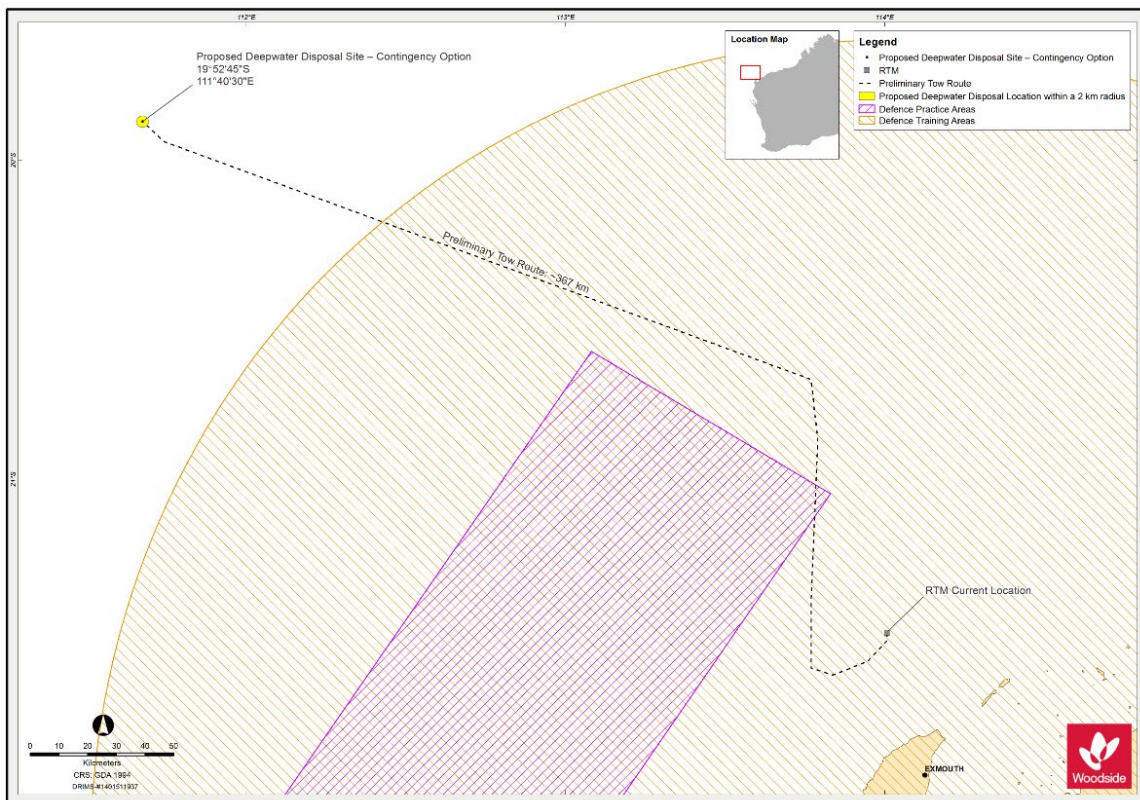 112°E
113°E
114°E
Proposed Deepwater Disposal Site – Contingency Option
19°52'45"S
111°40'30"E
Location Map
Legend
Proposed Deepwater Disposal Site – Contingency Option
RTM
Preliminary Tow Route
Proposed Deepwater Disposal Location within a 2 km radius
Defence Practice Areas
Defence Training Areas
20°S
Preliminary Tow Route: ~367 km
21°S
RTM Current Location
0 10 20 30 40 50
Kilometers
CRS: GDA 1994
DRIMS-#1401511937
EXMOUTH
Woodside